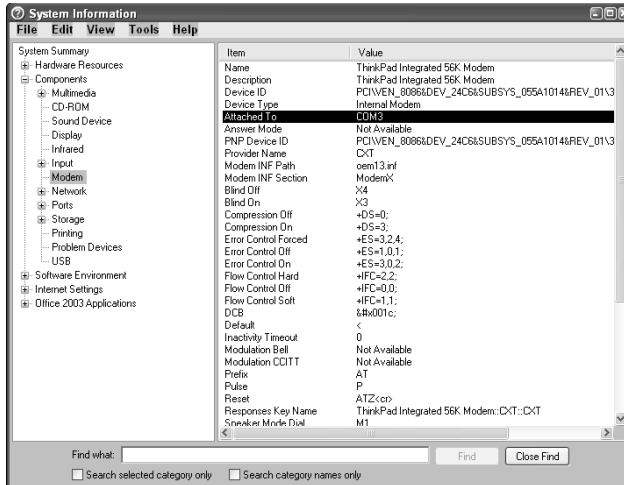 System Information
File Edit View Tools Help
System Summary
Hardware Resources
Components
Multimedia
CD-ROM
Sound Device
Display
Infrared
Input
Modem
Network
Ports
Storage
Printing
Problem Devices
USB
Software Environment
Internet Settings
Office 2003 Applications
Item Value
Name ThinkPad Integrated 56K Modem
Description ThinkPad Integrated 56K Modem
Device ID PCI\VEN_8086&DEV_24C6&SUBSYS_055A1014&REV_01\3
Device Type Internal Modem
Attached To COM3
Answer Mode Not Available
PNP Device ID PCI\VEN_8086&DEV_24C6&SUBSYS_055A1014&REV_01\3
Provider Name CXT
Modem INF Path oem13.inf
Modem INF Section ModemX
Blind Off X4
Blind On X3
Compression Off +DS=0;
Compression On +DS=3;
Error Control Forced +ES=3,2,4;
Error Control Off +ES=1,0,1;
Error Control On +ES=3,0,2;
Flow Control Hard +IFC=2,2;
Flow Control Off +IFC=0,0;
Flow Control Soft +IFC=1,1;
DCB &#x001c;
Default <
Inactivity Timeout 0
Modulation Bell Not Available
Modulation CCITT Not Available
Prefix AT
Pulse P
Reset ATZ<cr>
Responses Key Name ThinkPad Integrated 56K Modem::CXT::CXT
Speaker Mode Dial M1
Find what: Find Close Find
Search selected category only Search category names only